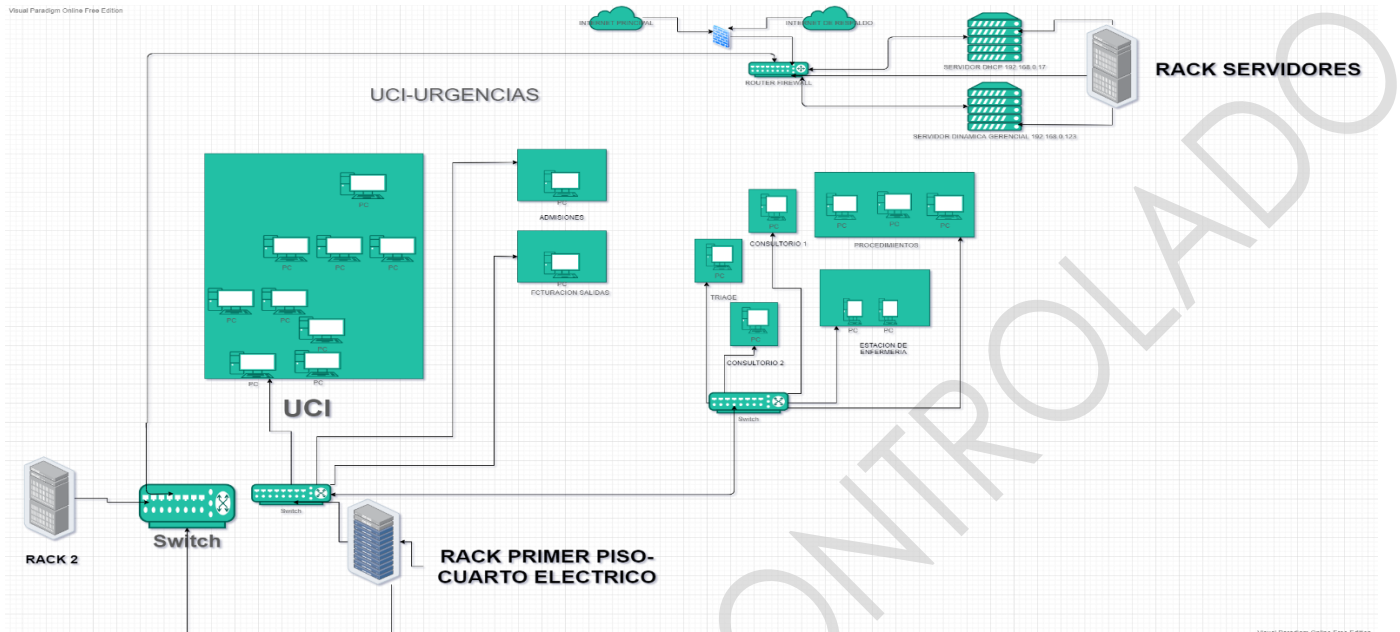 Visual Paradigm Online Free Edition
INTERNET PRINCIPAL
INTERNET DE RESPALDO
SERVIDOR DHCP 192.168.0.17
ROUTER FIREWALL
RACK SERVIDORES
SERVIDOR DINAMICA GERENCIAL 192.168.0.123
UCI-URGENCIAS
PC
PC
PC
PC
PC
PC
PC
PC
PC
UCI
PC
ADMISIONES
PC
FCTURACION SALIDAS
PC
CONSULTORIO 1
PC
PC
PC
PROCEDIMIENTOS
PC
TRIAGE
PC
CONSULTORIO 2
PC
PC
ESTACION DE
ENFERMERIA
Switch
RACK 2
Switch
Switch
RACK PRIMER PISO-
CUARTO ELECTRICO
ONTROLADO